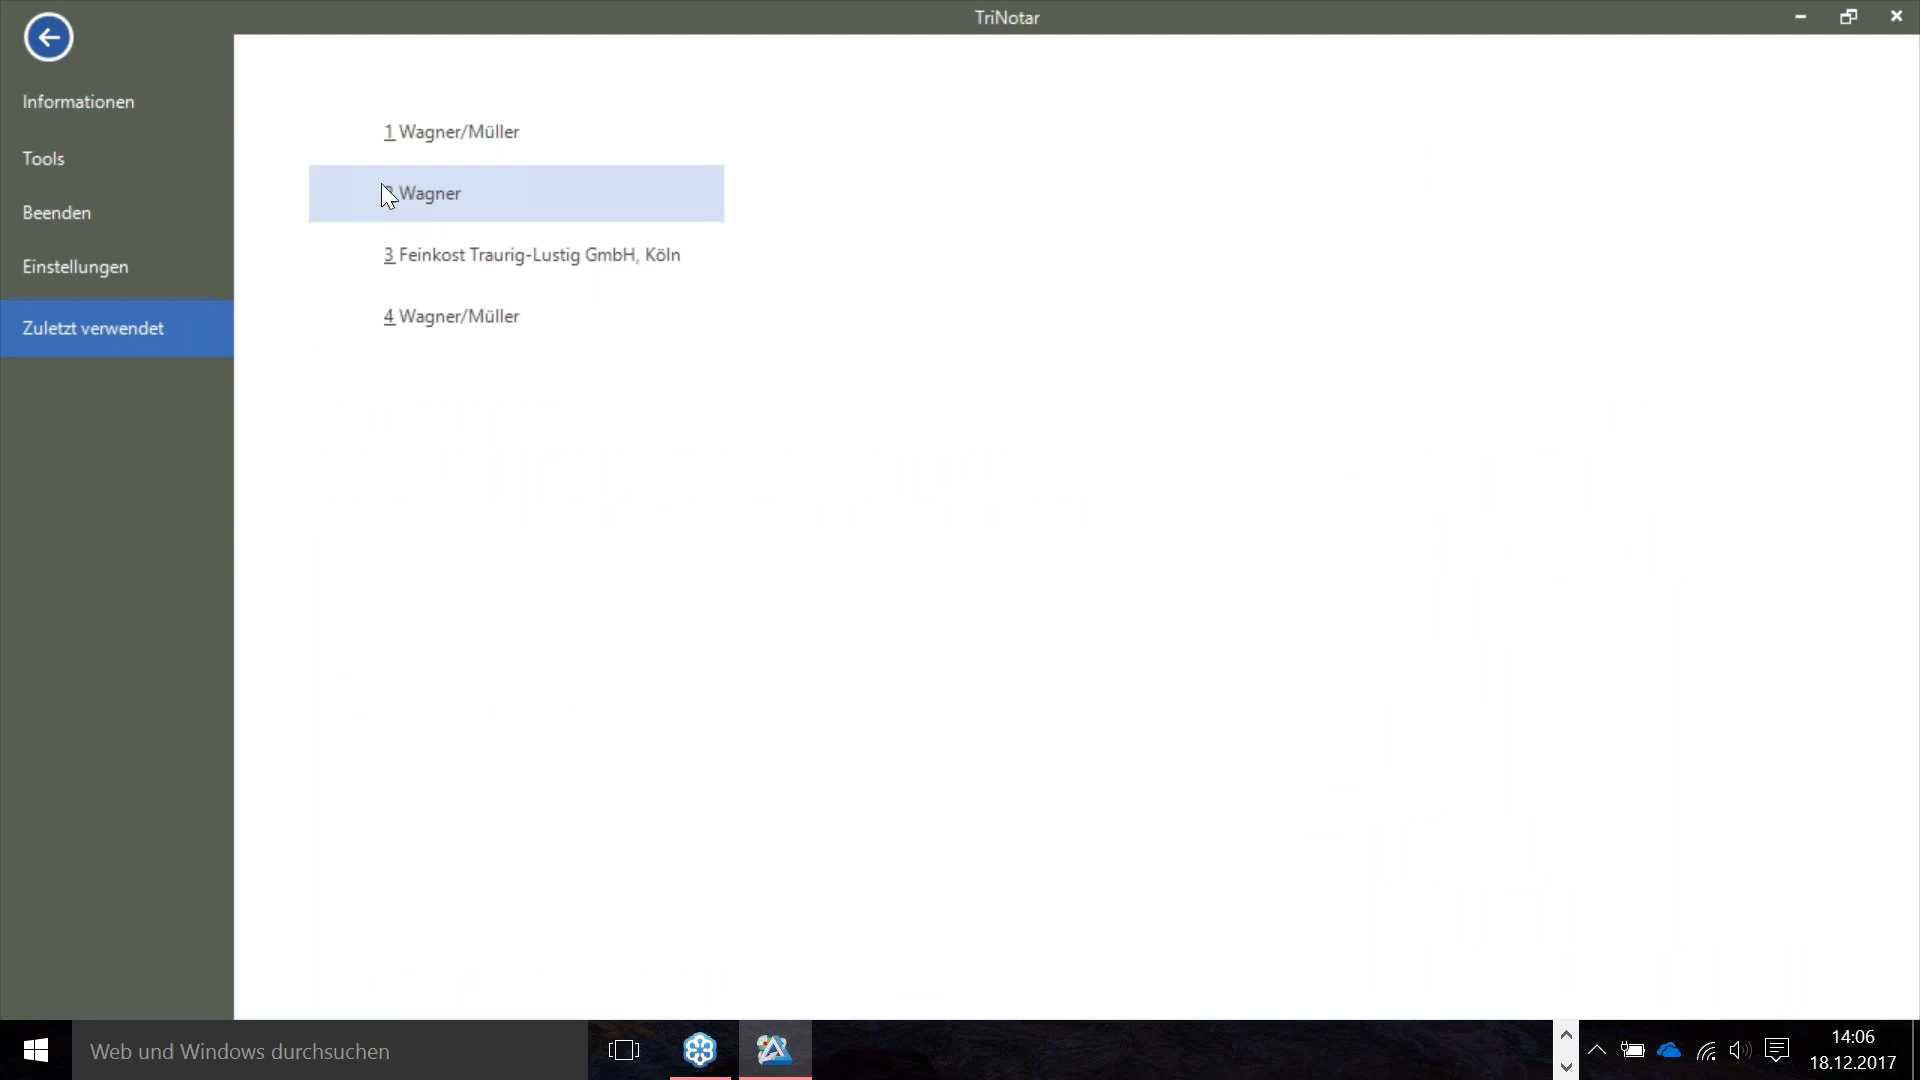 TriNotar
Informationen
Tools
Beenden
Einstellungen
Zuletzt verwendet
1 Wagner/Müller
Wagner
3 Feinkost Traurig-Lustig GmbH, Köln
4 Wagner/Müller
Web und Windows durchsuchen
14:06
18.12.2017